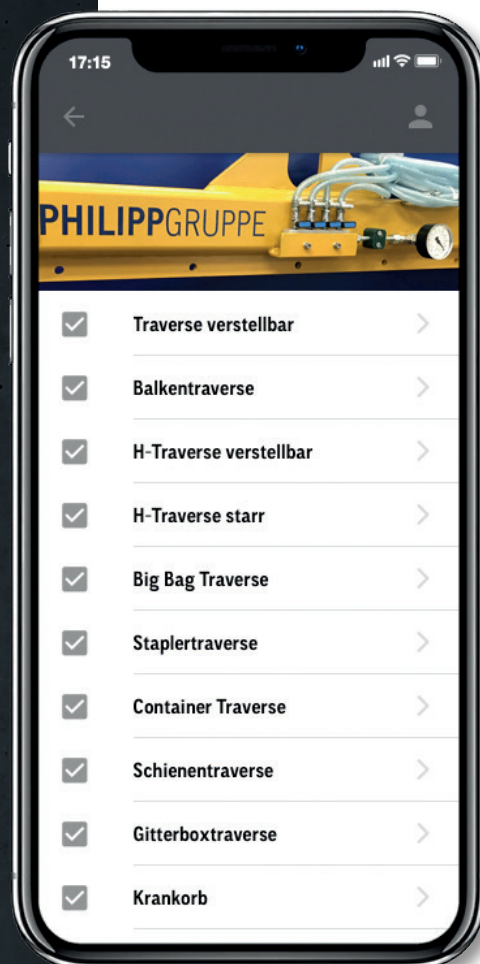 17:15
PHILIPPGRUPPE
Traverse verstellbar
Balkentraverse
H-Traverse verstellbar
H-Traverse starr
Big Bag Traverse
Staplertraverse
Container Traverse
Schienentraverse
Gitterboxtraverse
Krankorb